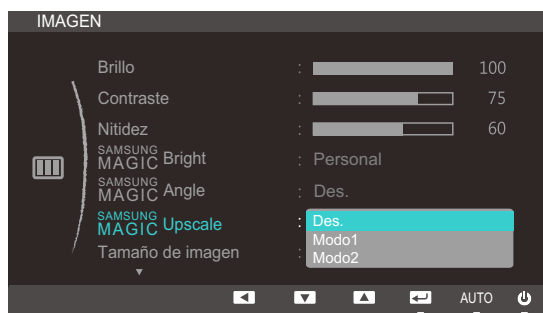 IMAGEN
Brillo : 100
Contraste : 75
Nitidez : 60
SAMSUNG MAGIC Bright : Personal
SAMSUNG MAGIC Angle : Des.
SAMSUNG MAGIC Upscale : Des.
Modo1
Tamaño de imagen : Modo2
AUTO